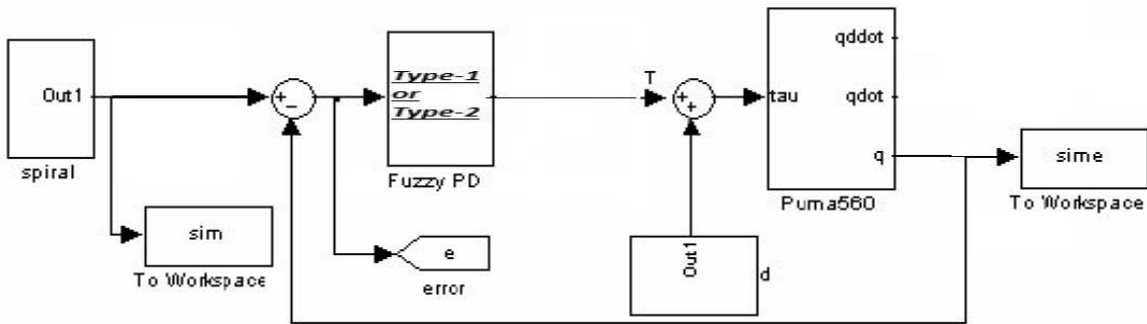 Out1
spiral
sim
To Workspace
+
−
Type-1
or
Type-2
Fuzzy PD
e
error
T
+
+
Out1
d
tau
qddot
qdot
q
Puma560
sime
To Workspace